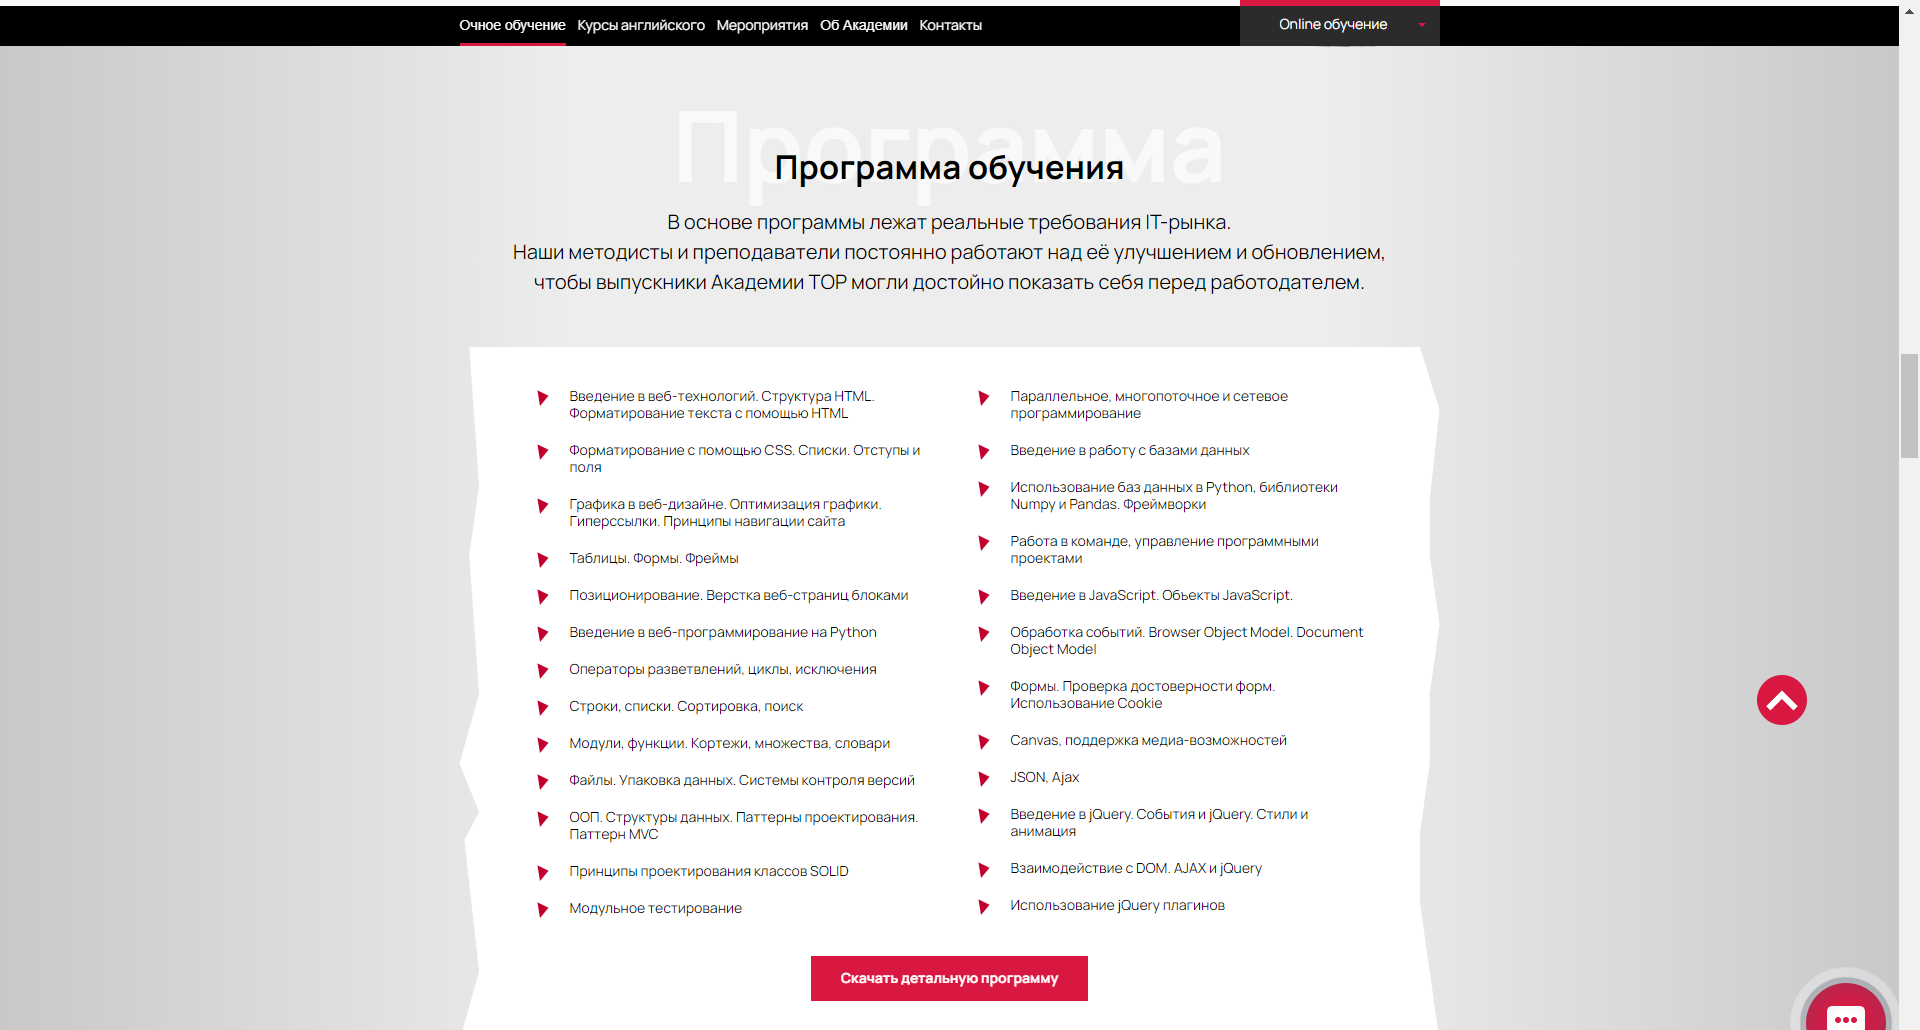 Очное обучение Курсы английского Мероприятия Об Академии Контакты Online обучение
Программа
Программа обучения
В основе программы лежат реальные требования IT-рынка.
Наши методисты и преподаватели постоянно работают над её улучшением и обновлением,
чтобы выпускники Академии TOP могли достойно показать себя перед работодателем.
Введение в веб-технологий. Структура HTML.
Форматирование текста с помощью HTML
Форматирование с помощью CSS. Списки. Отступы и
поля
Графика в веб-дизайне. Оптимизация графики.
Гиперссылки. Принципы навигации сайта
Таблицы. Формы. Фреймы
Позиционирование. Верстка веб-страниц блоками
Введение в веб-программирование на Python
Операторы разветвлений, циклы, исключения
Строки, списки. Сортировка, поиск
Модули, функции. Кортежи, множества, словари
Файлы. Упаковка данных. Системы контроля версий
ООП. Структуры данных. Паттерны проектирования.
Паттерн MVC
Принципы проектирования классов SOLID
Модульное тестирование
Параллельное, многопоточное и сетевое
программирование
Введение в работу с базами данных
Использование баз данных в Python, библиотеки
Numpy и Pandas. Фреймворки
Работа в команде, управление программными
проектами
Введение в JavaScript. Объекты JavaScript.
Обработка событий. Browser Object Model. Document
Object Model
Формы. Проверка достоверности форм.
Использование Cookie
Canvas, поддержка медиа-возможностей
JSON, Ajax
Введение в jQuery. События и jQuery. Стили и
анимация
Взаимодействие с DOM. AJAX и jQuery
Использование jQuery плагинов
Скачать детальную программу